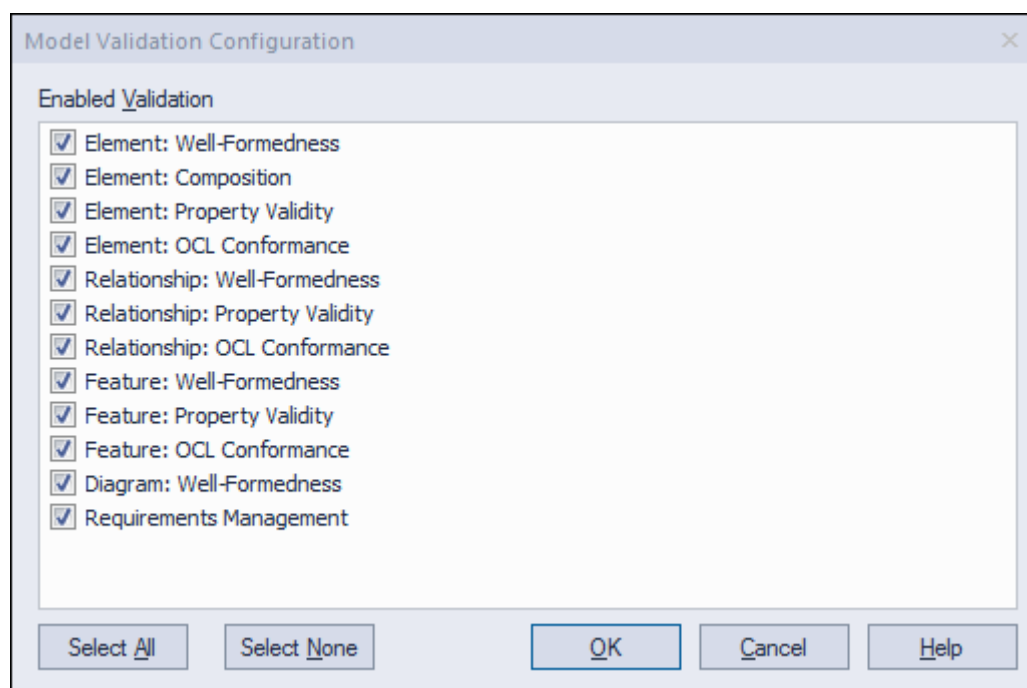 Model Validation Configuration
Enabled Validation
Element: Well-Formedness
Element: Composition
Element: Property Validity
Element: OCL Conformance
Relationship: Well-Formedness
Relationship: Property Validity
Relationship: OCL Conformance
Feature: Well-Formedness
Feature: Property Validity
Feature: OCL Conformance
Diagram: Well-Formedness
Requirements Management
Select All Select None OK Cancel Help